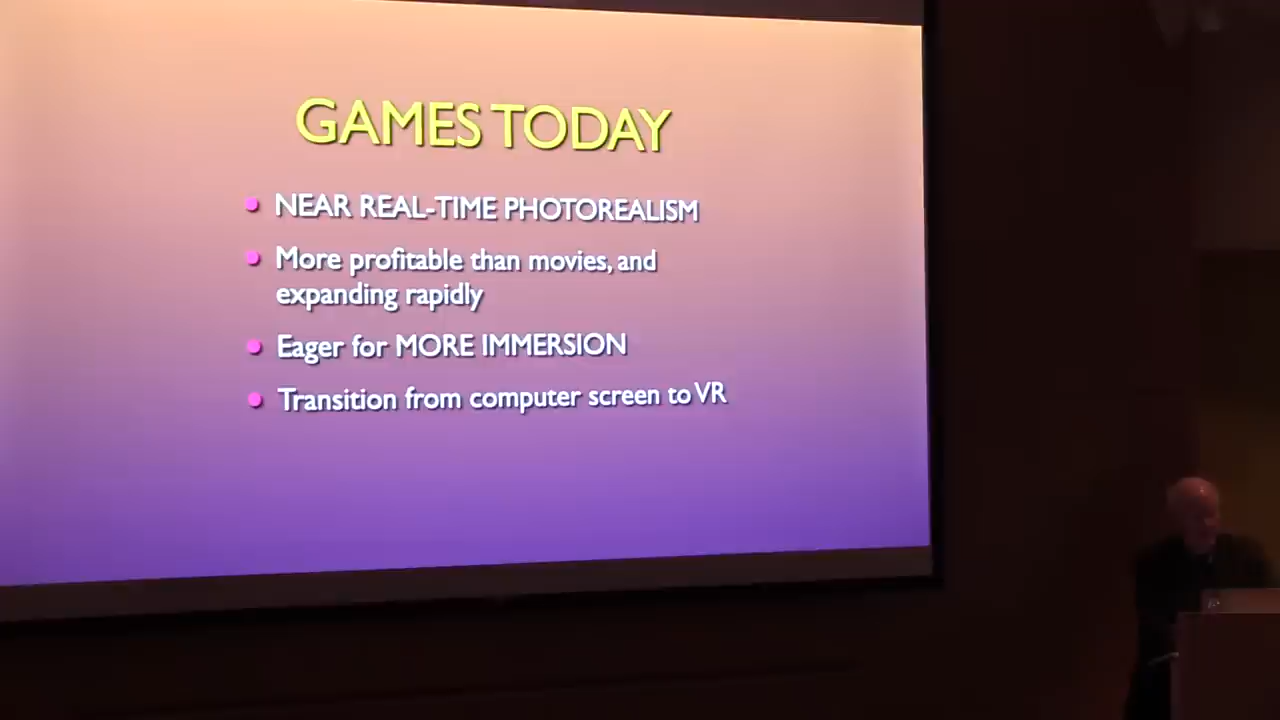 GAMES TODAY
NEAR REAL-TIME PHOTOREALISM
More profitable than movies, and
expanding rapidly
Eager for MORE IMMERSION
Transition from computer screen to VR